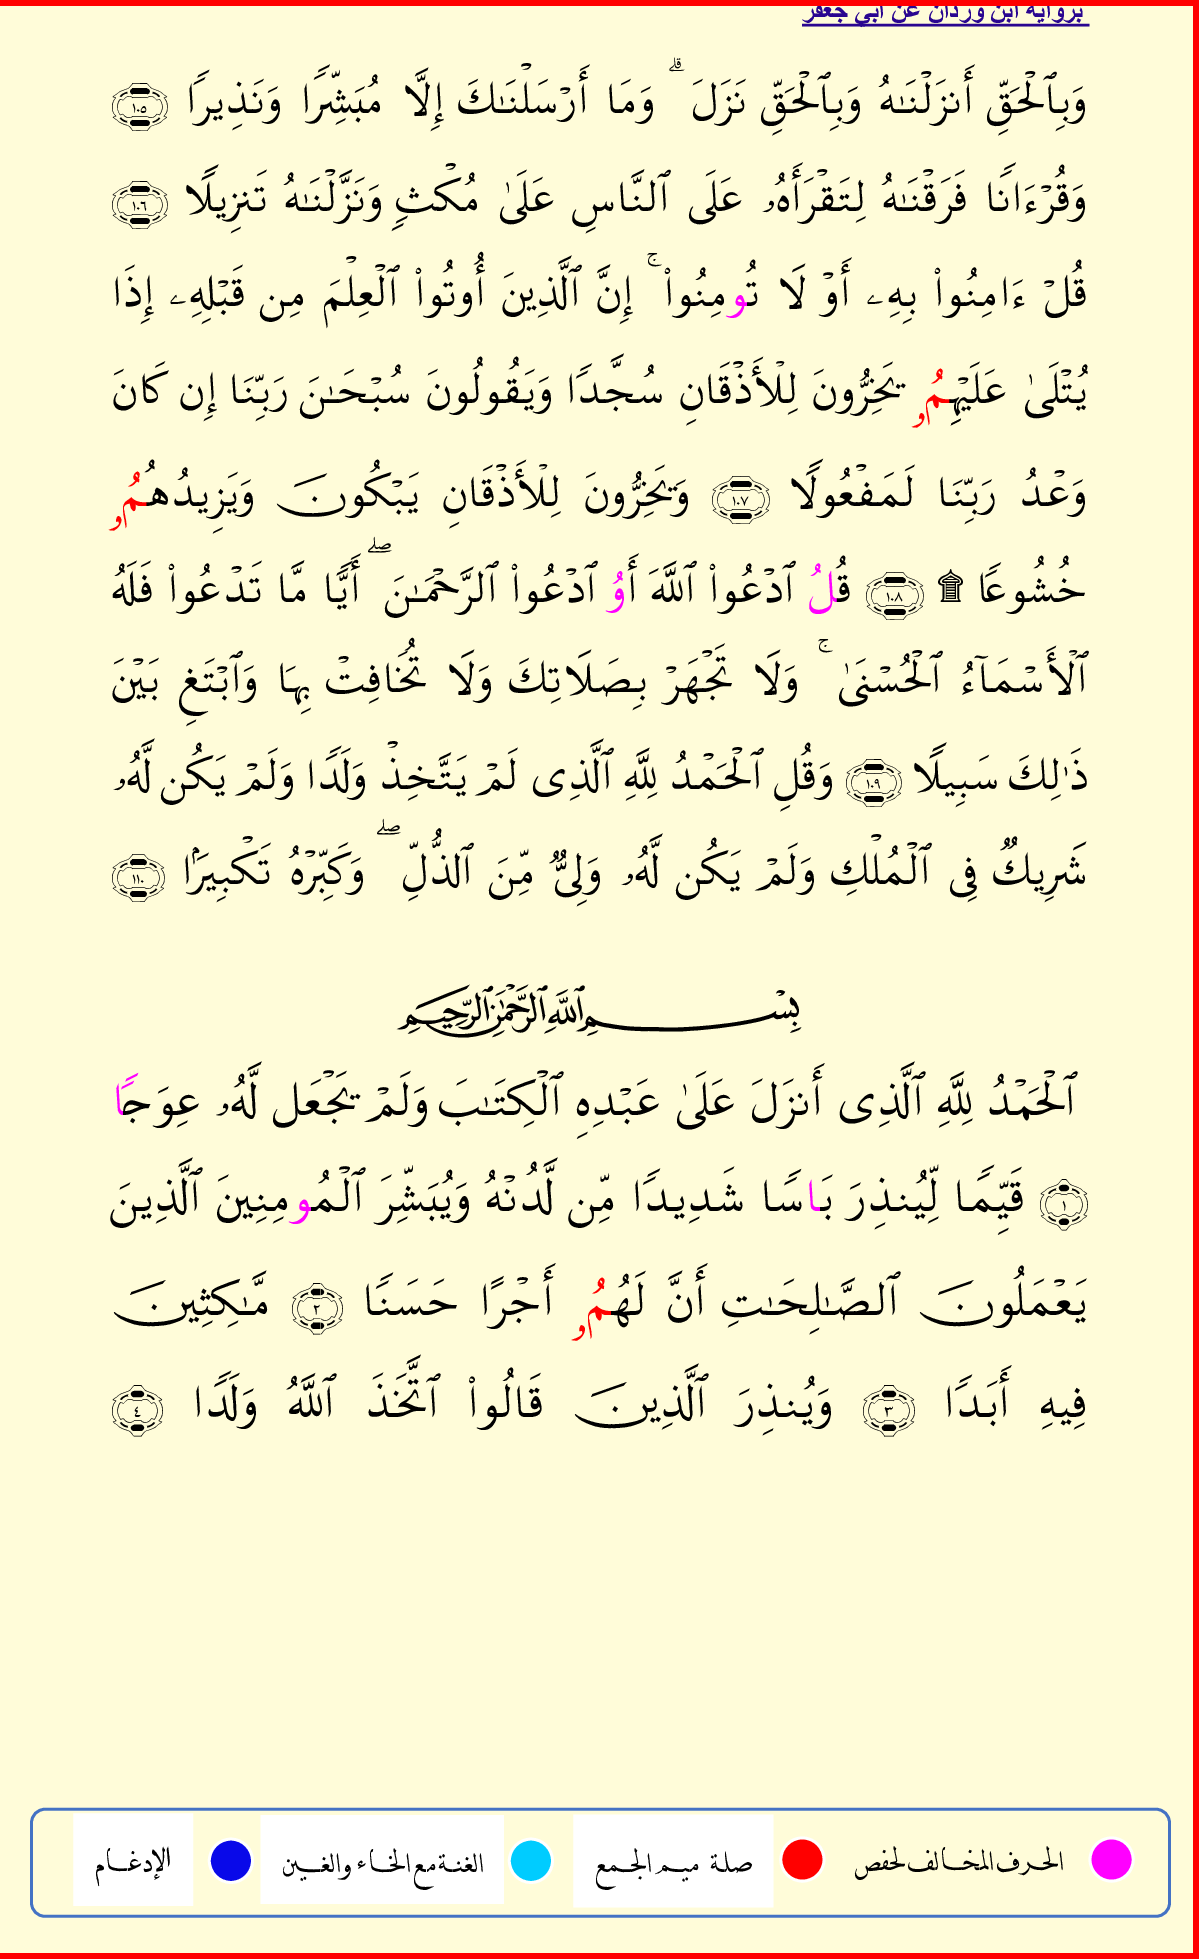 برواية ابن وردان عن أبي جعفر
وَبِٱلۡحَقِّ أَنزَلۡنَـٰهُ وَبِٱلۡحَقِّ نَزَلَ ۗ وَمَا أَرۡسَلۡنَـٰكَ إِلَّا مُبَشِّرًا وَنَذِيرًا ١٠٥
وَقُرۡءَانًا فَرَقۡنَـٰهُ لِتَقۡرَأَهُۥ عَلَى ٱلنَّاسِ عَلَىٰ مُكۡثٍ وَنَزَّلۡنَـٰهُ تَنزِيلًا ١٠٦
قُلۡ ءَامِنُوا۟ بِهِۦ أَوۡ لَا تُومِنُوا۟ ۚ إِنَّ ٱلَّذِينَ أُوتُوا۟ ٱلۡعِلۡمَ مِن قَبۡلِهِۦ إِذَا
يُتۡلَىٰ عَلَيۡهِمُۥ يَخِرُّونَ لِلۡأَذۡقَانِ سُجَّدًا وَيَقُولُونَ سُبۡحَـٰنَ رَبِّنَا إِن كَانَ
وَعۡدُ رَبِّنَا لَمَفۡعُولًا ١٠٧ وَيَخِرُّونَ لِلۡأَذۡقَانِ يَبۡكُونَ وَيَزِيدُهُمُۥ
خُشُوعًا ۩ ١٠٨ قُلُ ٱدۡعُوا۟ ٱللَّهَ أَوُ ٱدۡعُوا۟ ٱلرَّحۡمَـٰنَ ۖ أَيًّا مَّا تَدۡعُوا۟ فَلَهُ
ٱلۡأَسۡمَآءُ ٱلۡحُسۡنَىٰ ۚ وَلَا تَجۡهَرۡ بِصَلَاتِكَ وَلَا تُخَافِتۡ بِهَا وَٱبۡتَغِ بَيۡنَ
ذَٰلِكَ سَبِيلًا ١٠٩ وَقُلِ ٱلۡحَمۡدُ لِلَّهِ ٱلَّذِى لَمۡ يَتَّخِذۡ وَلَدًا وَلَمۡ يَكُن لَّهُۥ
شَرِيكٌ فِى ٱلۡمُلۡكِ وَلَمۡ يَكُن لَّهُۥ وَلِىٌّ مِّنَ ٱلذُّلِّ ۖ وَكَبِّرۡهُ تَكۡبِيرَۢا ١١٠
بِسۡمِ ٱللَّهِ ٱلرَّحۡمَـٰنِ ٱلرَّحِيمِ
ٱلۡحَمۡدُ لِلَّهِ ٱلَّذِى أَنزَلَ عَلَىٰ عَبۡدِهِ ٱلۡكِتَـٰبَ وَلَمۡ يَجۡعَل لَّهُۥ عِوَجًا
١ قَيِّمًا لِّيُنذِرَ بَاسًا شَدِيدًا مِّن لَّدُنۡهُ وَيُبَشِّرَ ٱلۡمُومِنِينَ ٱلَّذِينَ
يَعۡمَلُونَ ٱلصَّـٰلِحَـٰتِ أَنَّ لَهُمُۥ أَجۡرًا حَسَنًا ٢ مَّـٰكِثِينَ
فِيهِ أَبَدًا ٣ وَيُنذِرَ ٱلَّذِينَ قَالُوا۟ ٱتَّخَذَ ٱللَّهُ وَلَدًا ٤
الحرف المخالف لحفص صلة ميم الجمع الغنة مع الخاء والغين الإدغام